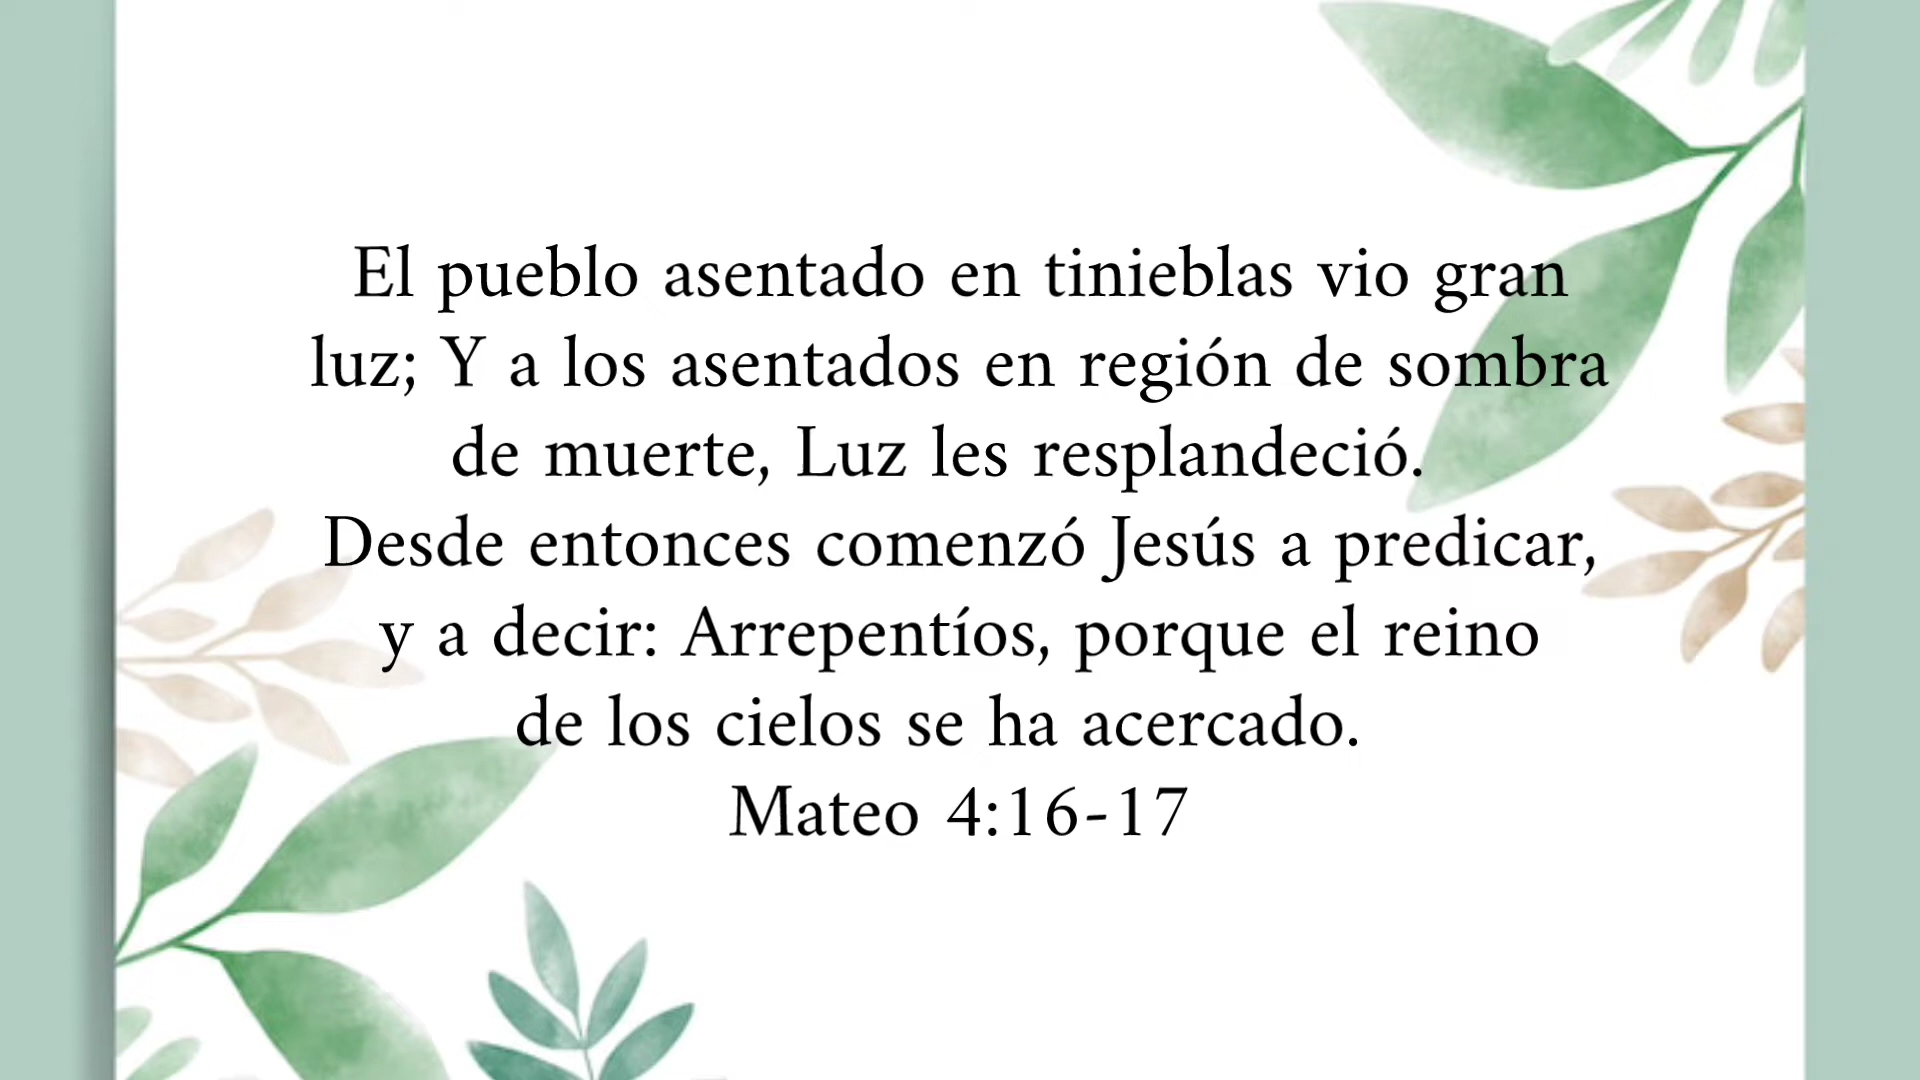 El pueblo asentado en tinieblas vio gran
luz; Y a los asentados en región de sombra
de muerte, Luz les resplandeció.
Desde entonces comenzó Jesús a predicar,
y a decir: Arrepentíos, porque el reino
de los cielos se ha acercado.
Mateo 4:16-17